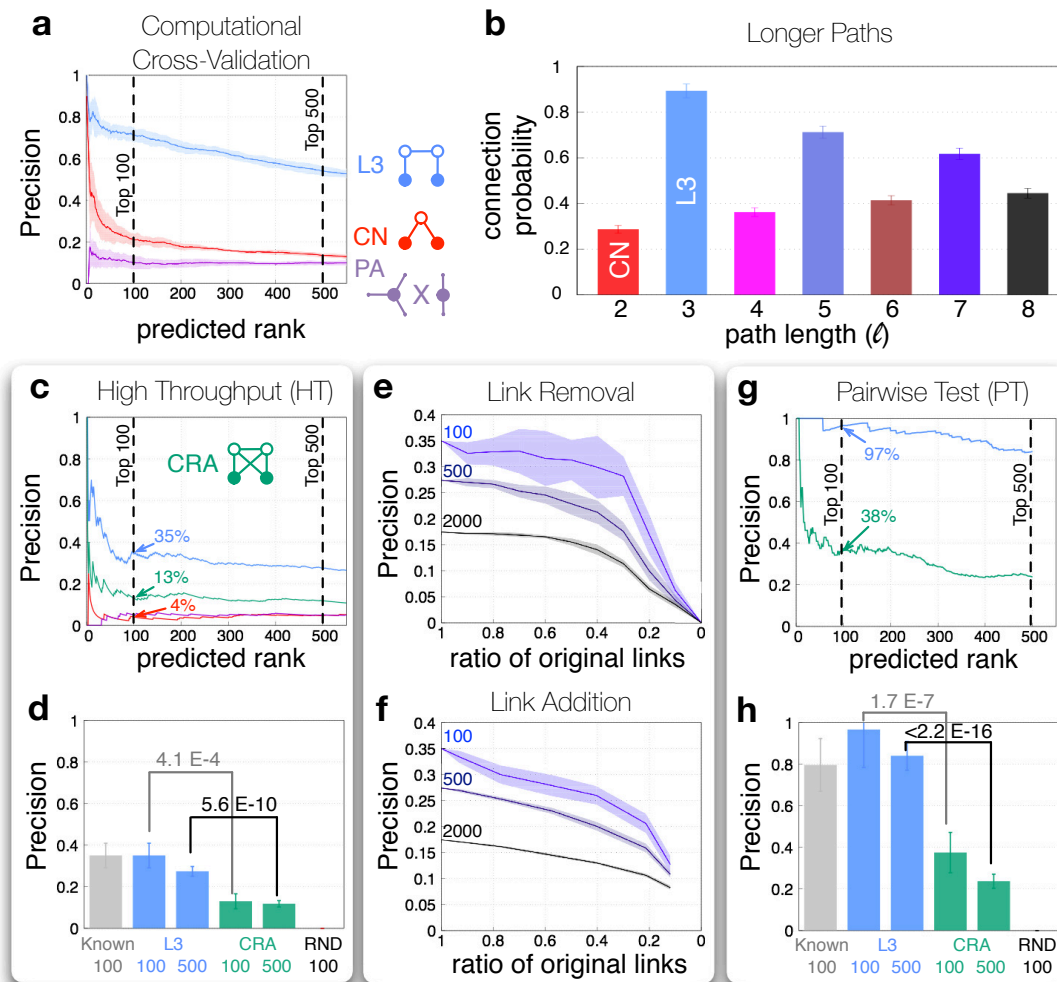 a
Computational
Cross-Validation
Precision
1
0.8
0.6
0.4
0.2
0
0
100
200
300
400
500
predicted rank
Top 100
Top 500
L3
CN
PA
X
b
Longer Paths
connection
probability
1
0.8
0.6
0.4
0.2
0
CN
L3
2
3
4
5
6
7
8
path length (ℓ)
c
High Throughput (HT)
Precision
1
0.8
0.6
0.4
0.2
0
0
100
200
300
400
500
predicted rank
Top 100
Top 500
CRA
35%
13%
4%
d
Precision
1
0.8
0.6
0.4
0.2
0
4.1 E-4
5.6 E-10
Known
L3
CRA
RND
100
100
500
100
500
100
e
Link Removal
Precision
0.4
0.35
0.3
0.25
0.2
0.15
0.1
0.05
0
100
500
2000
1
0.8
0.6
0.4
0.2
0
ratio of original links
f
Link Addition
Precision
0.4
0.35
0.3
0.25
0.2
0.15
0.1
0.05
0
100
500
2000
1
0.8
0.6
0.4
0.2
0
ratio of original links
g
Pairwise Test (PT)
Precision
1
0.8
0.6
0.4
0.2
0
0
100
200
300
400
500
predicted rank
Top 100
Top 500
97%
38%
h
Precision
1
0.8
0.6
0.4
0.2
0
1.7 E-7
<2.2 E-16
Known
L3
CRA
RND
100
100
500
100
500
100